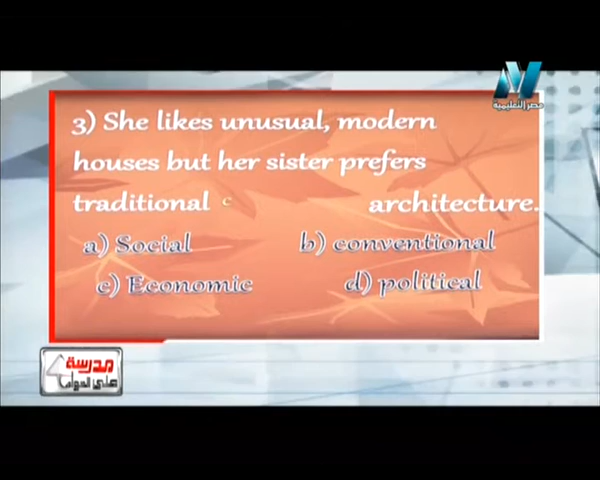 مصر التعليمية
3) She likes unusual, modern
houses but her sister prefers
traditional c architecture.
a) Social b) conventional
c) Economic d) political
مدرسة
على الهواء